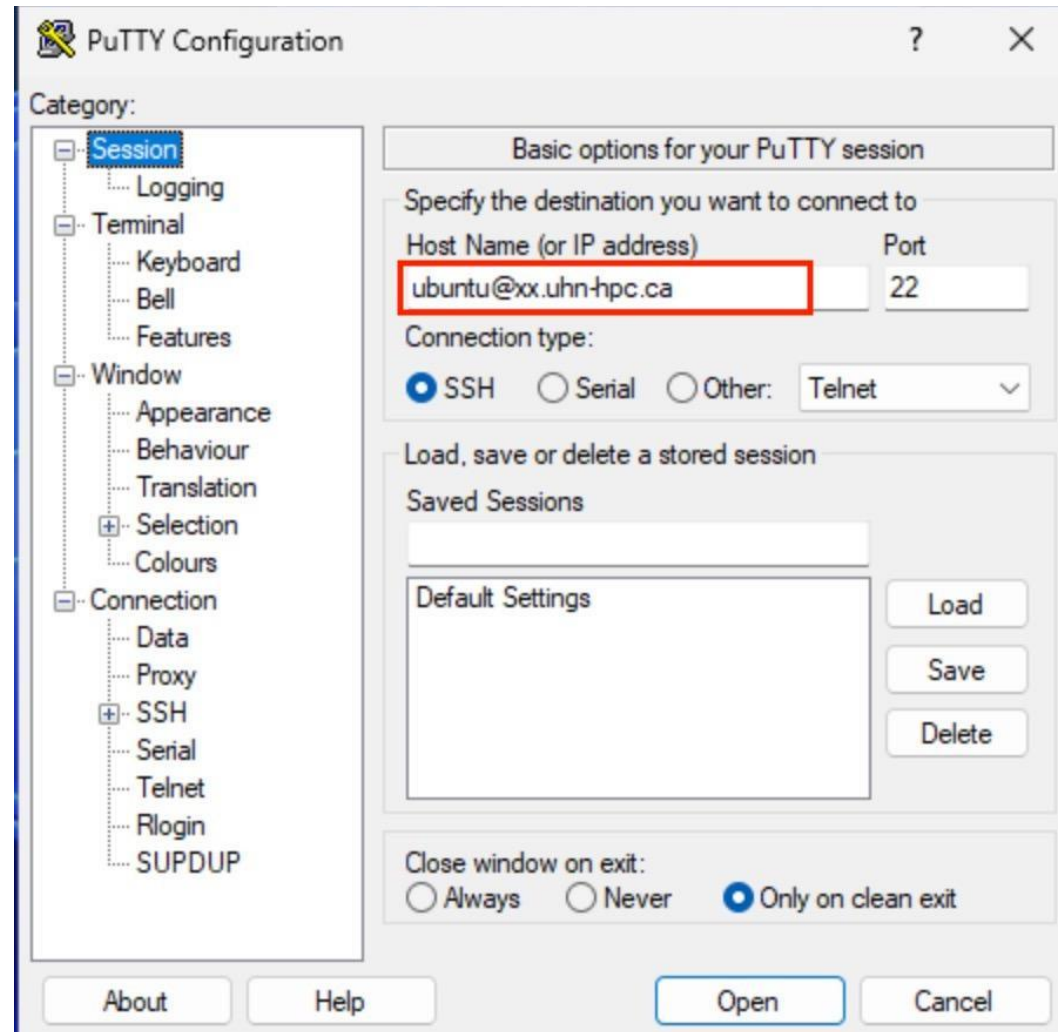 PuTTY Configuration
?
Category:
Session
Logging
Terminal
Keyboard
Bell
Features
Window
Appearance
Behaviour
Translation
Selection
Colours
Connection
Data
Proxy
SSH
Serial
Telnet
Rlogin
SUPDUP
Basic options for your PuTTY session
Specify the destination you want to connect to
Host Name (or IP address) Port
ubuntu@xx.uhn-hpc.ca 22
Connection type:
SSH Serial Other: Telnet
Load, save or delete a stored session
Saved Sessions
Default Settings
Load
Save
Delete
Close window on exit:
Always Never Only on clean exit
About Help Open Cancel